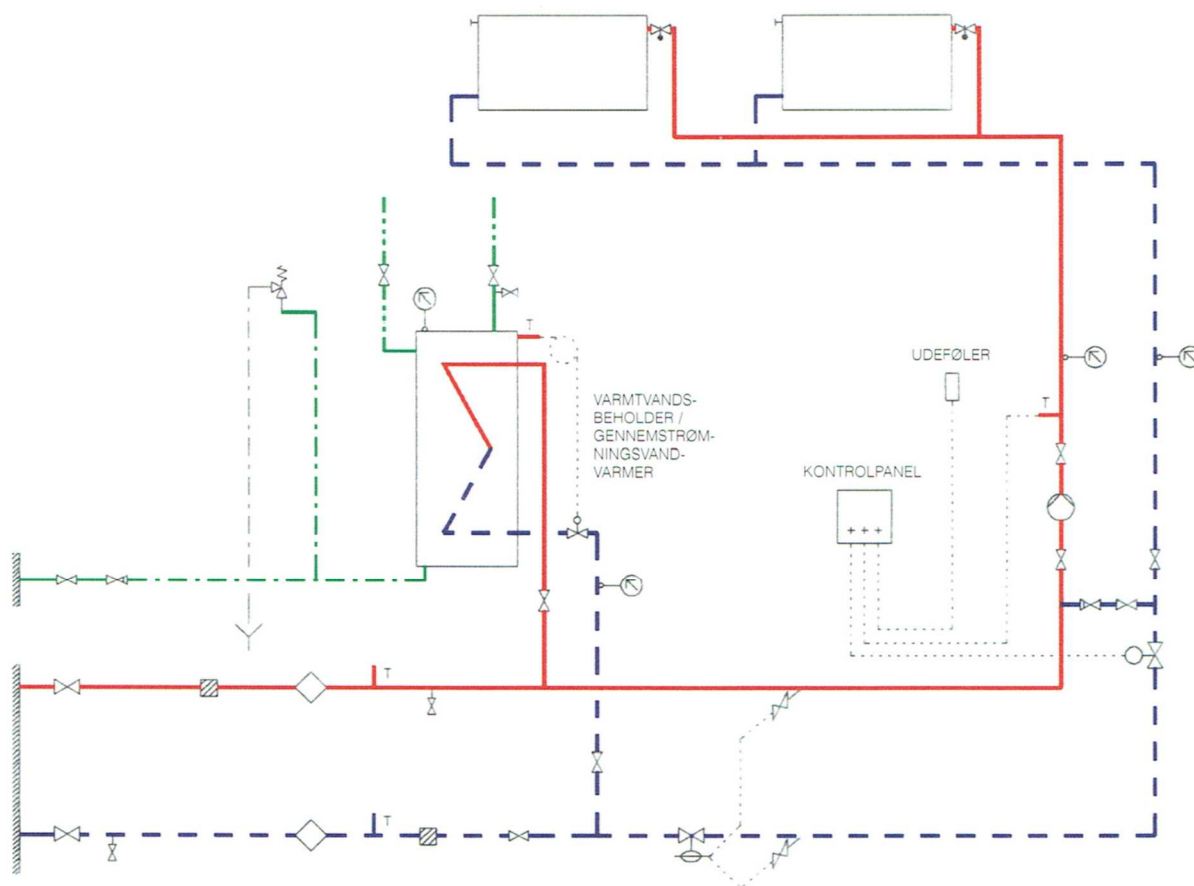 T
UDEFØLER
VARMTVANDS-
BEHOLDER /
GENNEMSTRØM-
NINGSVAND-
VARMER
T
KONTROLPANEL
T
T